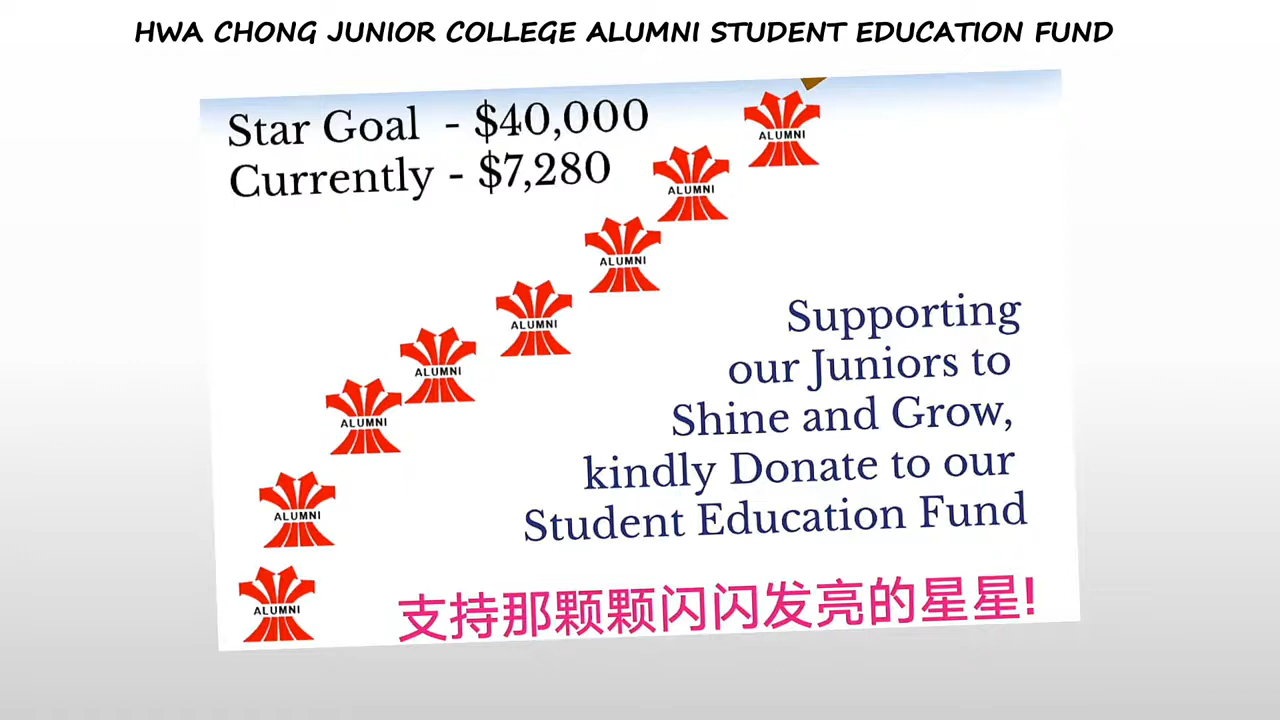 HWA CHONG JUNIOR COLLEGE ALUMNI STUDENT EDUCATION FUND
Star Goal - $40,000
Currently - $7,280
ALUMNI
ALUMNI
ALUMNI
ALUMNI
ALUMNI
ALUMNI
ALUMNI
ALUMNI
Supporting
our Juniors to
Shine and Grow,
kindly Donate to our
Student Education Fund
支持那颗颗闪闪发亮的星星!